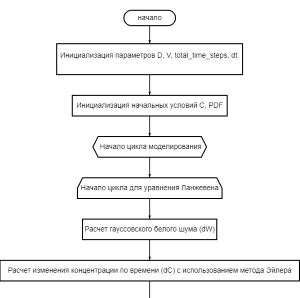 начало
Инициализация параметров D, V, total_time_steps, dt
Инициализация начальных условий C, PDF
Начало цикла моделирования
Начало цикла для уравнения Ланжевена
Расчет гауссовского белого шума (dW)
Расчет изменения концентрации по времени (dC) с использованием метода Эйлера